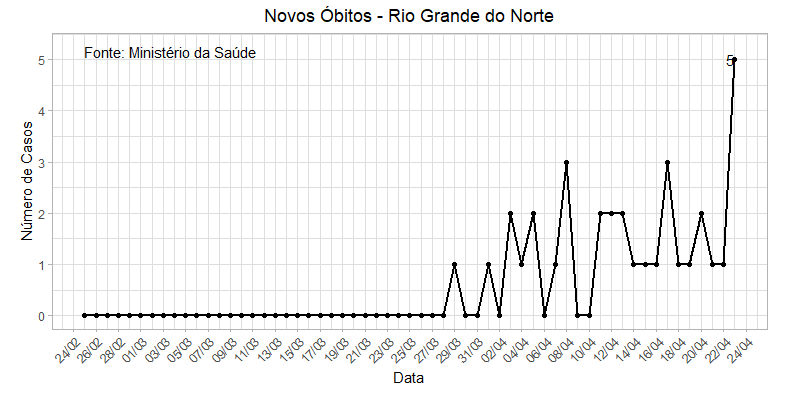 Novos Óbitos - Rio Grande do Norte
Fonte: Ministério da Saúde
5
5
4
3
2
1
0
Número de Casos
24/02 26/02 28/02 01/03 03/03 05/03 07/03 09/03 11/03 13/03 15/03 17/03 19/03 21/03 23/03 25/03 27/03 29/03 31/03 02/04 04/04 06/04 08/04 10/04 12/04 14/04 16/04 18/04 20/04 22/04 24/04
Data